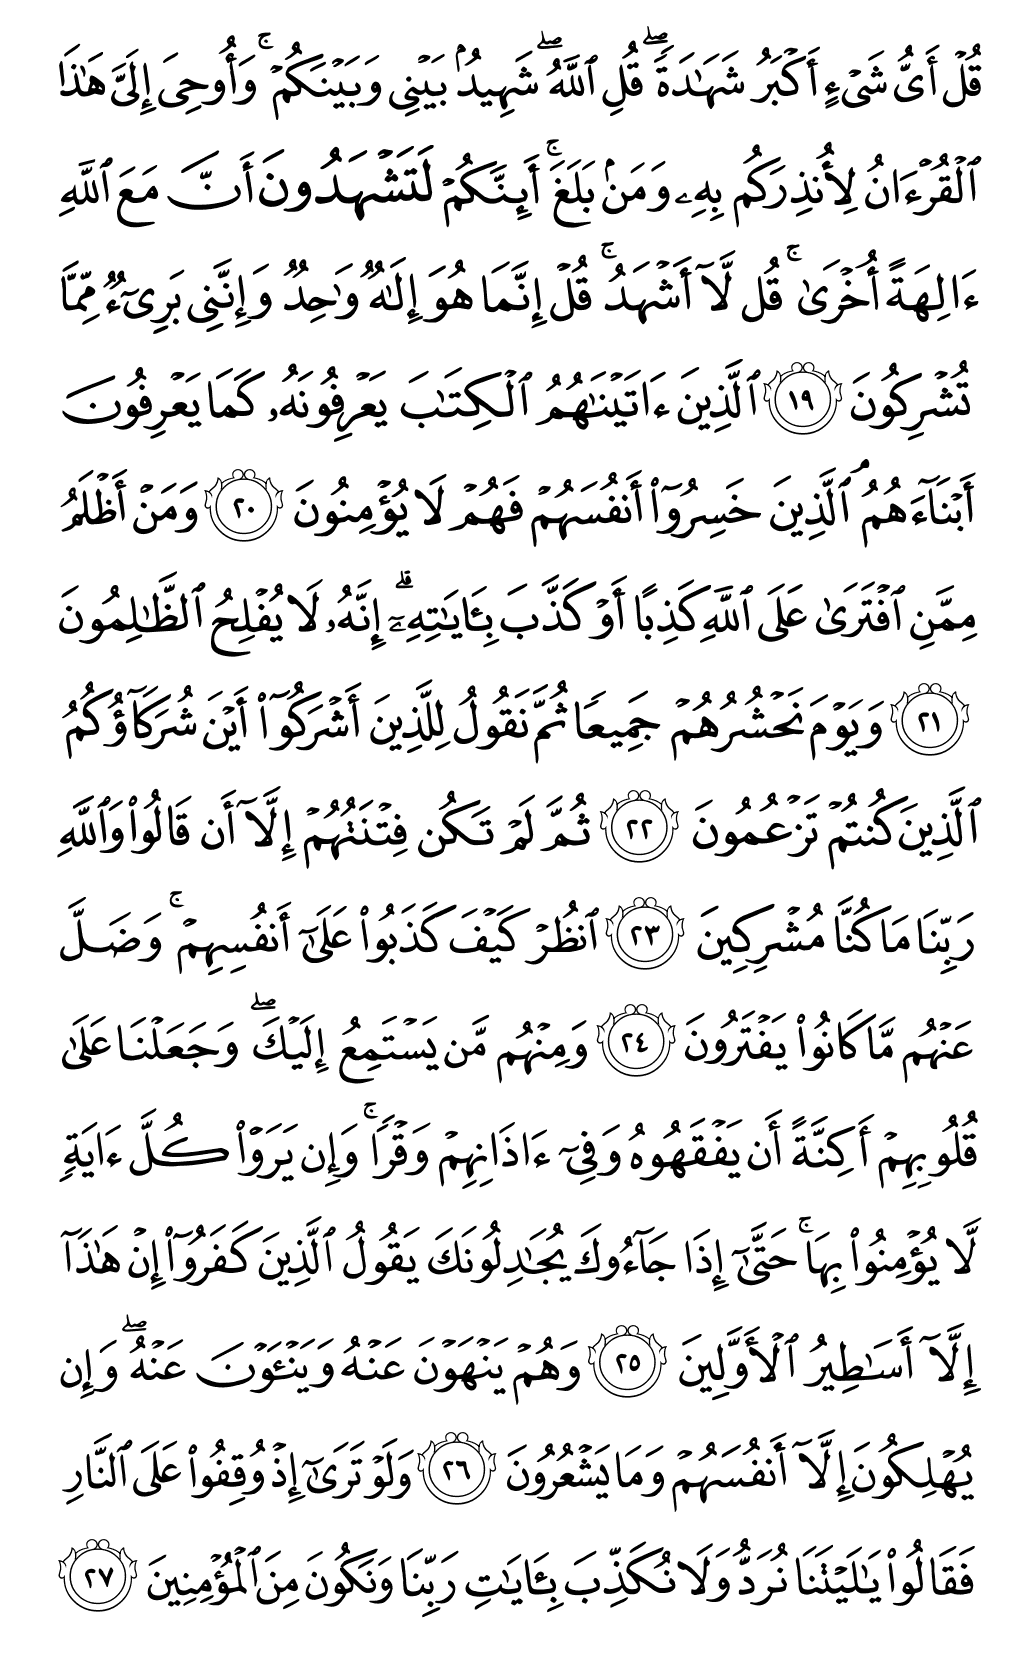 قُلۡ أَيُّ شَيۡءٍ أَكۡبَرُ شَهَٰدَةٗۖ قُلِ ٱللَّهُۖ شَهِيدُۢ بَيۡنِي وَبَيۡنَكُمۡۚ وَأُوحِيَ إِلَيَّ هَٰذَا
ٱلۡقُرۡءَانُ لِأُنذِرَكُم بِهِۦ وَمَنۢ بَلَغَۚ أَئِنَّكُمۡ لَتَشۡهَدُونَ أَنَّ مَعَ ٱللَّهِ
ءَالِهَةً أُخۡرَىٰۚ قُل لَّآ أَشۡهَدُۚ قُلۡ إِنَّمَا هُوَ إِلَٰهٞ وَٰحِدٞ وَإِنَّنِي بَرِيٓءٞ مِّمَّا
تُشۡرِكُونَ ١٩ ٱلَّذِينَ ءَاتَيۡنَٰهُمُ ٱلۡكِتَٰبَ يَعۡرِفُونَهُۥ كَمَا يَعۡرِفُونَ
أَبۡنَآءَهُمُۘ ٱلَّذِينَ خَسِرُوٓاْ أَنفُسَهُمۡ فَهُمۡ لَا يُؤۡمِنُونَ ٢٠ وَمَنۡ أَظۡلَمُ
مِمَّنِ ٱفۡتَرَىٰ عَلَى ٱللَّهِ كَذِبًا أَوۡ كَذَّبَ بِـَٔايَٰتِهِۦٓۗ إِنَّهُۥ لَا يُفۡلِحُ ٱلظَّٰلِمُونَ
٢١ وَيَوۡمَ نَحۡشُرُهُمۡ جَمِيعٗا ثُمَّ نَقُولُ لِلَّذِينَ أَشۡرَكُوٓاْ أَيۡنَ شُرَكَآؤُكُمُ
ٱلَّذِينَ كُنتُمۡ تَزۡعُمُونَ ٢٢ ثُمَّ لَمۡ تَكُن فِتۡنَتُهُمۡ إِلَّآ أَن قَالُواْ وَٱللَّهِ
رَبِّنَا مَا كُنَّا مُشۡرِكِينَ ٢٣ ٱنظُرۡ كَيۡفَ كَذَبُواْ عَلَىٰٓ أَنفُسِهِمۡۚ وَضَلَّ
عَنۡهُم مَّا كَانُواْ يَفۡتَرُونَ ٢٤ وَمِنۡهُم مَّن يَسۡتَمِعُ إِلَيۡكَۖ وَجَعَلۡنَا عَلَىٰ
قُلُوبِهِمۡ أَكِنَّةً أَن يَفۡقَهُوهُ وَفِيٓ ءَاذَانِهِمۡ وَقۡرٗاۚ وَإِن يَرَوۡاْ كُلَّ ءَايَةٖ
لَّا يُؤۡمِنُواْ بِهَاۚ حَتَّىٰٓ إِذَا جَآءُوكَ يُجَٰدِلُونَكَ يَقُولُ ٱلَّذِينَ كَفَرُوٓاْ إِنۡ هَٰذَآ
إِلَّآ أَسَٰطِيرُ ٱلۡأَوَّلِينَ ٢٥ وَهُمۡ يَنۡهَوۡنَ عَنۡهُ وَيَنۡـَٔوۡنَ عَنۡهُۖ وَإِن
يُهۡلِكُونَ إِلَّآ أَنفُسَهُمۡ وَمَا يَشۡعُرُونَ ٢٦ وَلَوۡ تَرَىٰٓ إِذۡ وُقِفُواْ عَلَى ٱلنَّارِ
فَقَالُواْ يَٰلَيۡتَنَا نُرَدُّ وَلَا نُكَذِّبَ بِـَٔايَٰتِ رَبِّنَا وَنَكُونَ مِنَ ٱلۡمُؤۡمِنِينَ ٢٧